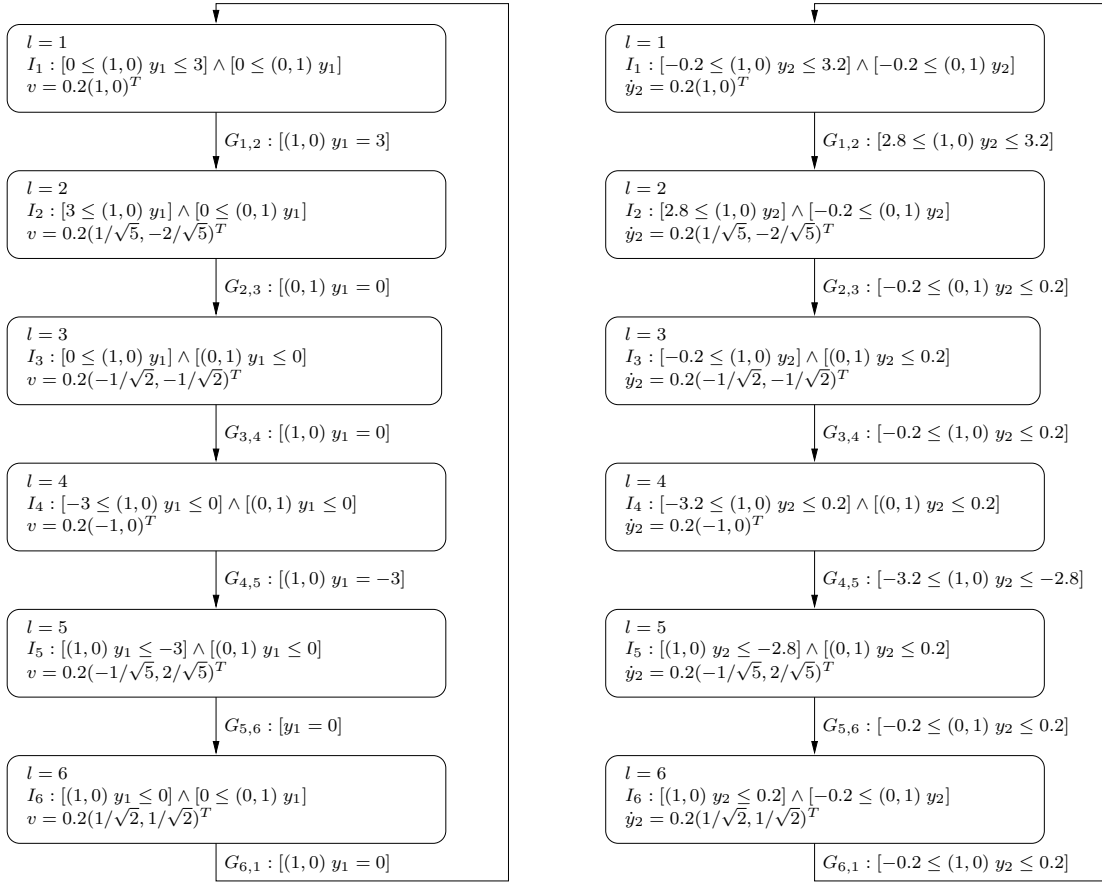 l = 1
I₁ : [0 ≤ (1, 0) y₁ ≤ 3] ∧ [0 ≤ (0, 1) y₁]
v = 0.2(1, 0)ᵀ
G₁,₂ : [(1, 0) y₁ = 3]
l = 2
I₂ : [3 ≤ (1, 0) y₁] ∧ [0 ≤ (0, 1) y₁]
v = 0.2(1/√5, −2/√5)ᵀ
G₂,₃ : [(0, 1) y₁ = 0]
l = 3
I₃ : [0 ≤ (1, 0) y₁] ∧ [(0, 1) y₁ ≤ 0]
v = 0.2(−1/√2, −1/√2)ᵀ
G₃,₄ : [(1, 0) y₁ = 0]
l = 4
I₄ : [−3 ≤ (1, 0) y₁ ≤ 0] ∧ [(0, 1) y₁ ≤ 0]
v = 0.2(−1, 0)ᵀ
G₄,₅ : [(1, 0) y₁ = −3]
l = 5
I₅ : [(1, 0) y₁ ≤ −3] ∧ [(0, 1) y₁ ≤ 0]
v = 0.2(−1/√5, 2/√5)ᵀ
G₅,₆ : [y₁ = 0]
l = 6
I₆ : [(1, 0) y₁ ≤ 0] ∧ [0 ≤ (0, 1) y₁]
v = 0.2(1/√2, 1/√2)ᵀ
G₆,₁ : [(1, 0) y₁ = 0]
l = 1
I₁ : [−0.2 ≤ (1, 0) y₂ ≤ 3.2] ∧ [−0.2 ≤ (0, 1) y₂]
ẏ₂ = 0.2(1, 0)ᵀ
G₁,₂ : [2.8 ≤ (1, 0) y₂ ≤ 3.2]
l = 2
I₂ : [2.8 ≤ (1, 0) y₂] ∧ [−0.2 ≤ (0, 1) y₂]
ẏ₂ = 0.2(1/√5, −2/√5)ᵀ
G₂,₃ : [−0.2 ≤ (0, 1) y₂ ≤ 0.2]
l = 3
I₃ : [−0.2 ≤ (1, 0) y₂] ∧ [(0, 1) y₂ ≤ 0.2]
ẏ₂ = 0.2(−1/√2, −1/√2)ᵀ
G₃,₄ : [−0.2 ≤ (1, 0) y₂ ≤ 0.2]
l = 4
I₄ : [−3.2 ≤ (1, 0) y₂ ≤ 0.2] ∧ [(0, 1) y₂ ≤ 0.2]
ẏ₂ = 0.2(−1, 0)ᵀ
G₄,₅ : [−3.2 ≤ (1, 0) y₂ ≤ −2.8]
l = 5
I₅ : [(1, 0) y₂ ≤ −2.8] ∧ [(0, 1) y₂ ≤ 0.2]
ẏ₂ = 0.2(−1/√5, 2/√5)ᵀ
G₅,₆ : [−0.2 ≤ (0, 1) y₂ ≤ 0.2]
l = 6
I₆ : [(1, 0) y₂ ≤ 0.2] ∧ [−0.2 ≤ (0, 1) y₂]
ẏ₂ = 0.2(1/√2, 1/√2)ᵀ
G₆,₁ : [−0.2 ≤ (1, 0) y₂ ≤ 0.2]